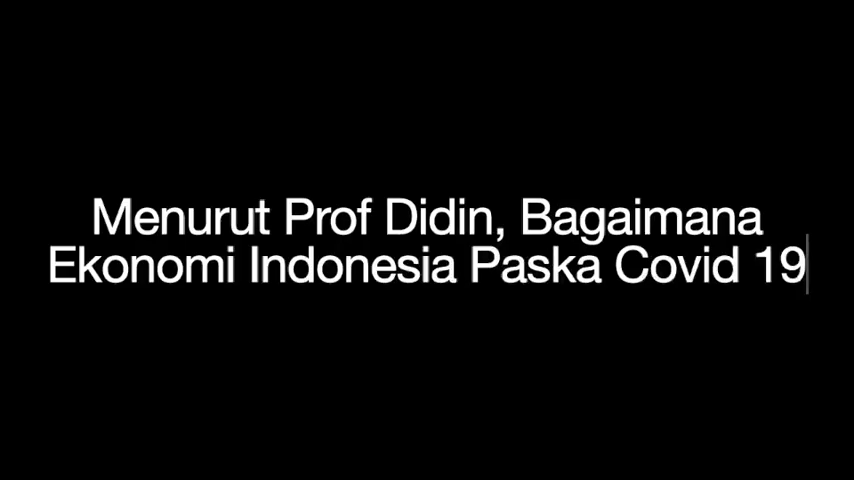 Menurut Prof Didin, Bagaimana
Ekonomi Indonesia Paska Covid 19